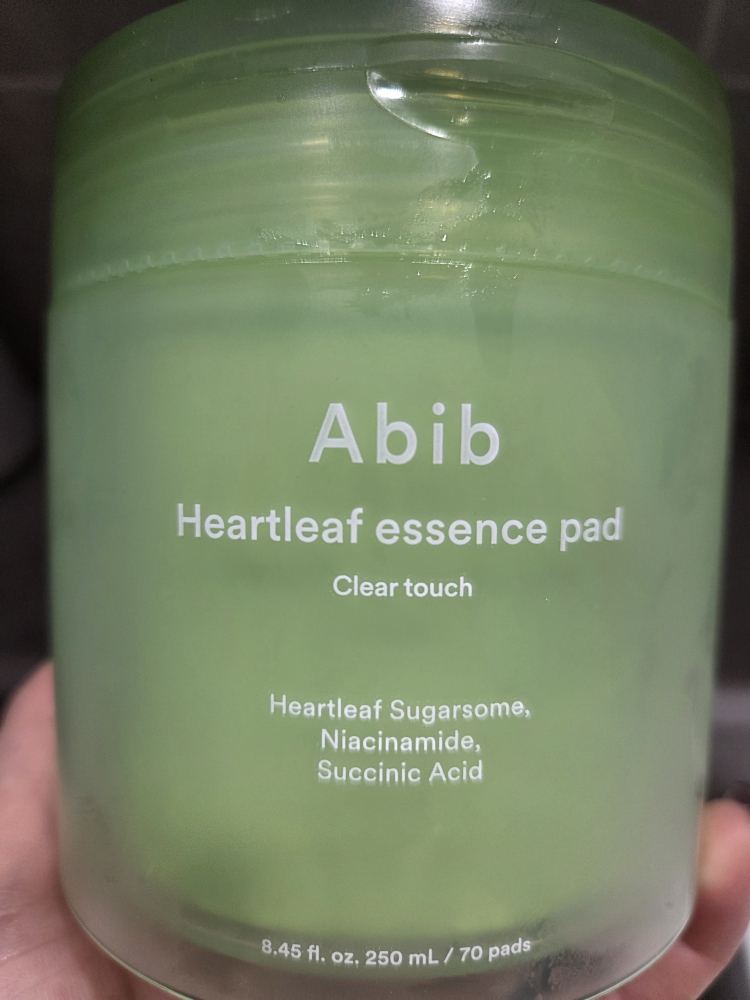 Abib
Heartleaf essence pad
Clear touch
Heartleaf Sugarsome,
Niacinamide,
Succinic Acid
8.45 fl. oz. 250 mL / 70 pads